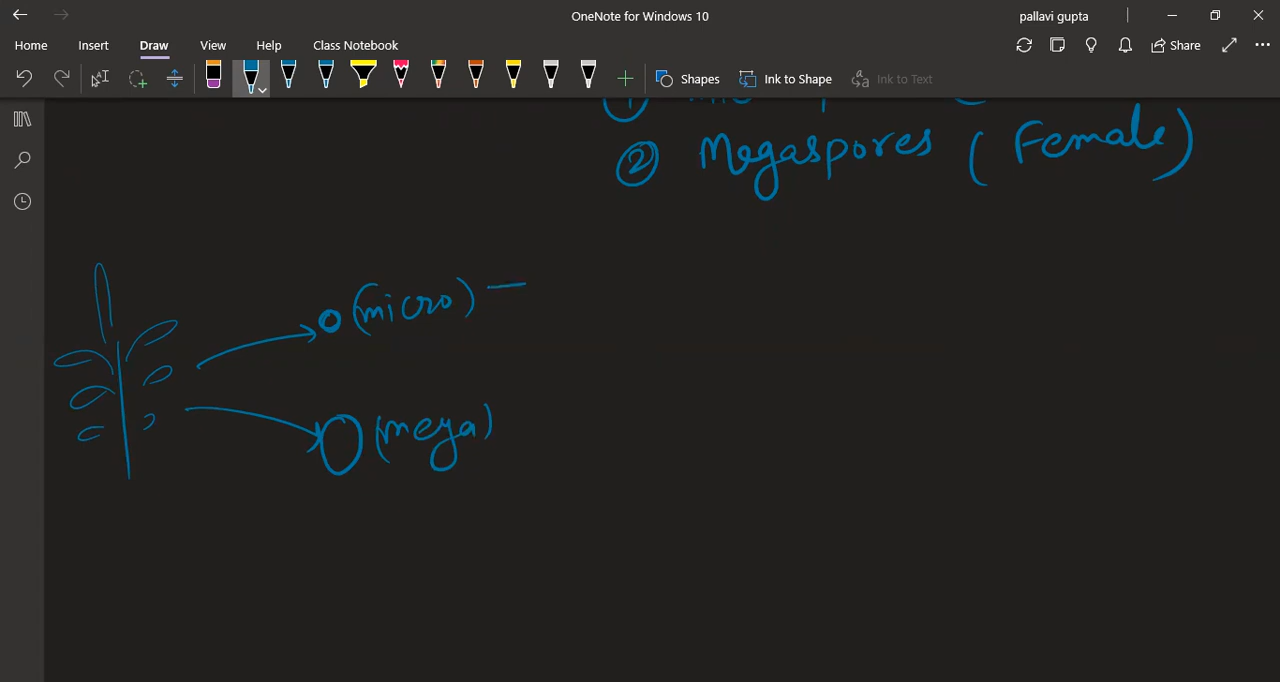 OneNote for Windows 10
pallavi gupta
Home Insert Draw View Help Class Notebook
Share
Shapes Ink to Shape Ink to Text
①
② Megaspores ( Female )
(micro) —
(mega)